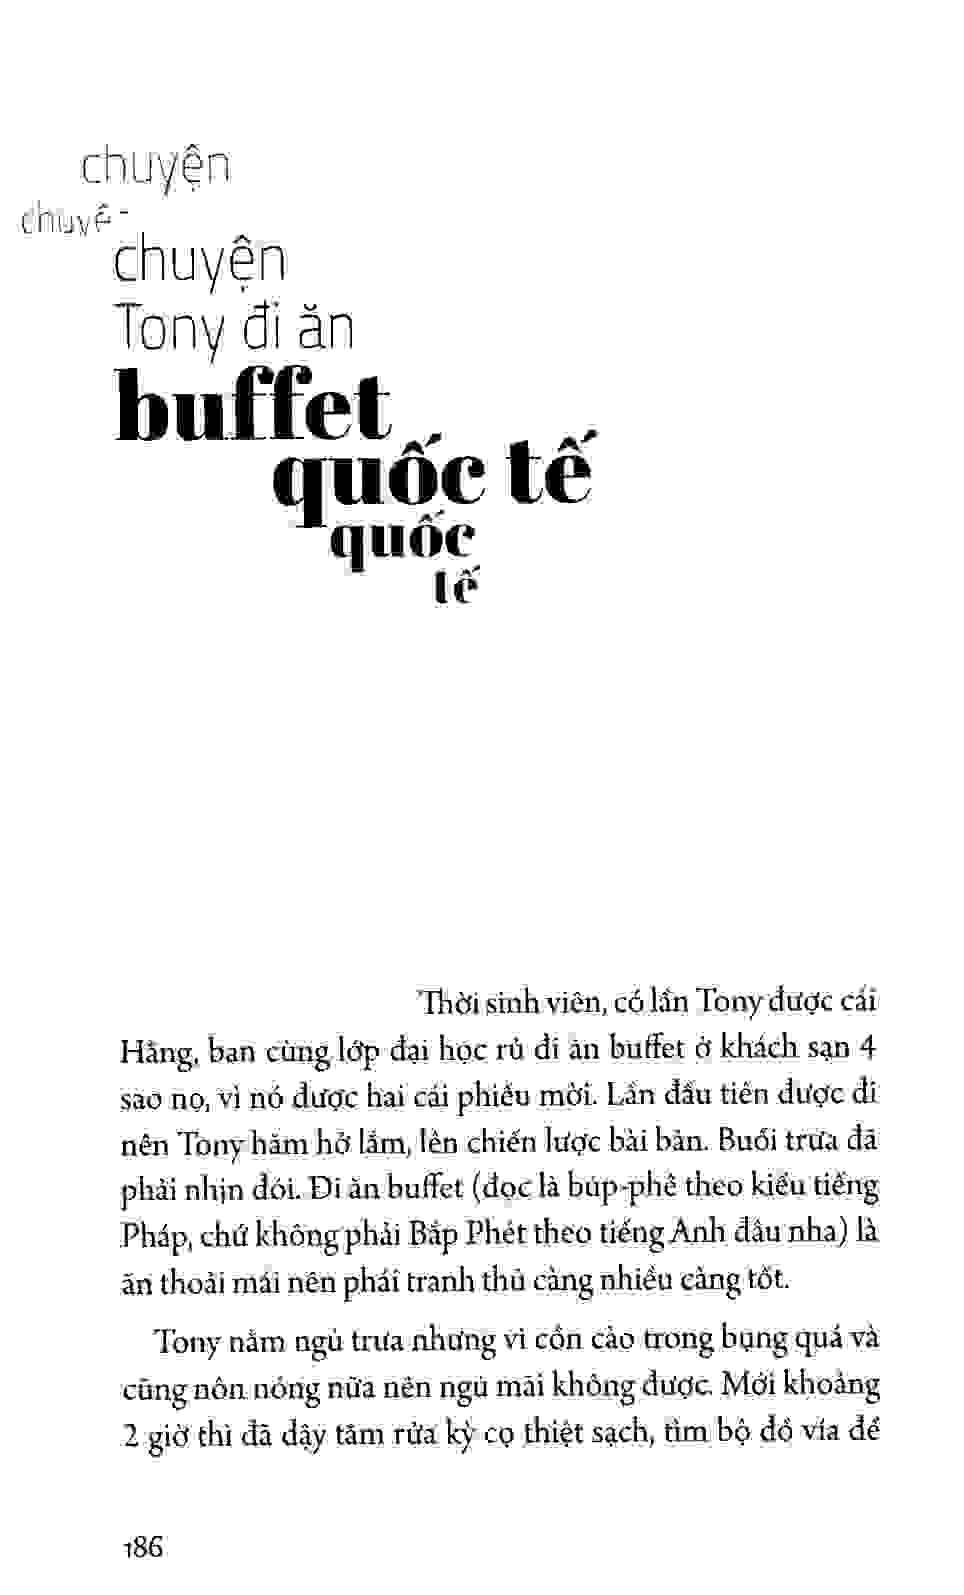 chuyện
chuyê
chuyện
Tony đi ăn
buffet
quốc tế
quốc
tế
Thời sinh viên, có lần Tony được cái
Hằng, bạn cùng lớp đại học rủ đi ăn buffet ở khách sạn 4
sao nọ, vì nó được hai cái phiếu mời. Lần đầu tiên được đi
nên Tony hăm hở lắm, lên chiến lược bài bản. Buổi trưa đã
phải nhịn đói. Đi ăn buffet (đọc là búp-phê theo kiểu tiếng
Pháp, chứ không phải Bắp Phét theo tiếng Anh đâu nha) là
ăn thoải mái nên phải tranh thủ càng nhiều càng tốt.
Tony nằm ngủ trưa nhưng vì cồn cào trong bụng quá và
cũng nôn nóng nữa nên ngủ mãi không được. Mới khoảng
2 giờ thì đã dậy tắm rửa kỳ cọ thiệt sạch, tìm bộ đồ vía để
186